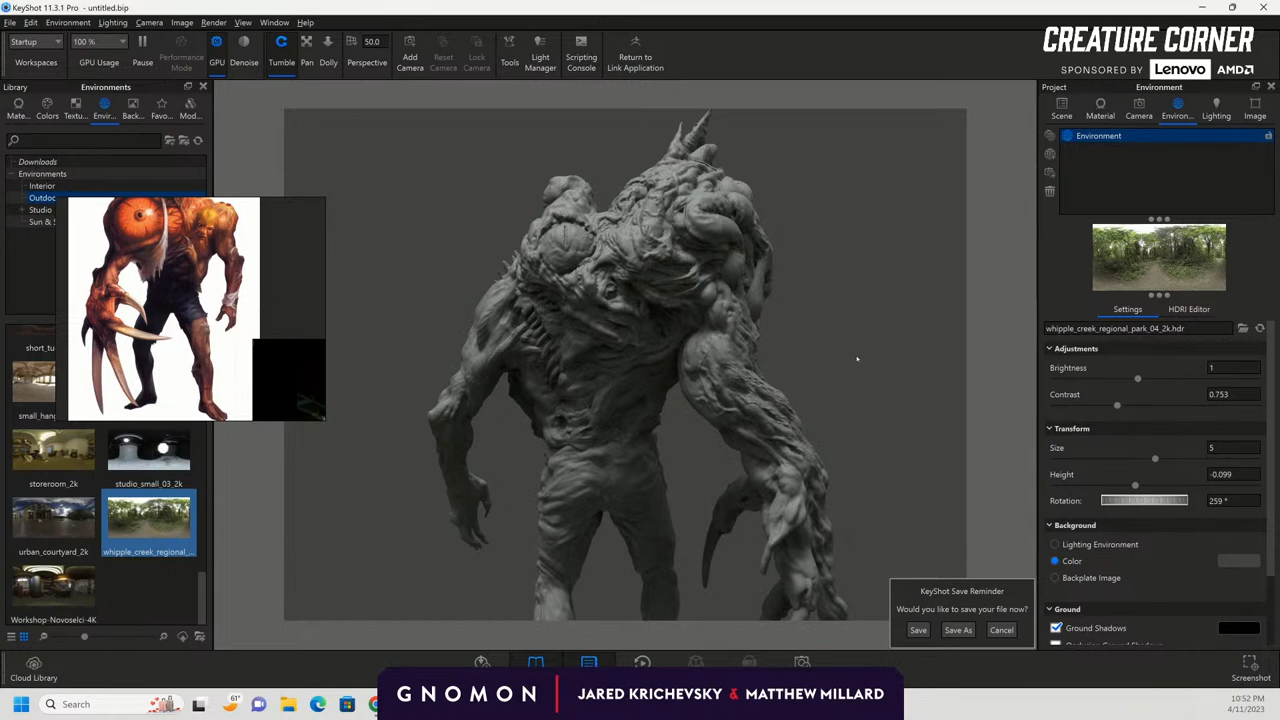 KeyShot 11.3.1 Pro - untitled.bip
File Edit Environment Lighting Camera Image Render View Window Help
Startup 100 % 50.0
Workspaces GPU Usage Pause Performance Mode GPU Denoise Tumble Pan Dolly Perspective Add Camera Reset Camera Lock Camera Tools Light Manager Scripting Console Return to Link Application
CREATURE CORNER
SPONSORED BY Lenovo AMD
Library Environments
Mate... Colors Textu... Envir... Back... Favo... Mod...
Downloads
Environments
Interior
Outdoo
Studio
Sun & S
short_tu
small_hang
storeroom_2k studio_small_03_2k
urban_courtyard_2k whipple_creek_regional_...
Workshop-Novoselci-4K
Cloud Library
Project Environment
Scene Material Camera Environ... Lighting Image
Environment
Settings HDRI Editor
whipple_creek_regional_park_04_2k.hdr
Adjustments
Brightness 1
Contrast 0.753
Transform
Size 5
Height -0.099
Rotation: 259 °
Background
Lighting Environment
Color
Backplate Image
Ground
Ground Shadows
KeyShot Save Reminder
Would you like to save your file now?
Save Save As Cancel
Screenshot
GNOMON JARED KRICHEVSKY & MATTHEW MILLARD
Search
61°
10:52 PM
4/11/2023